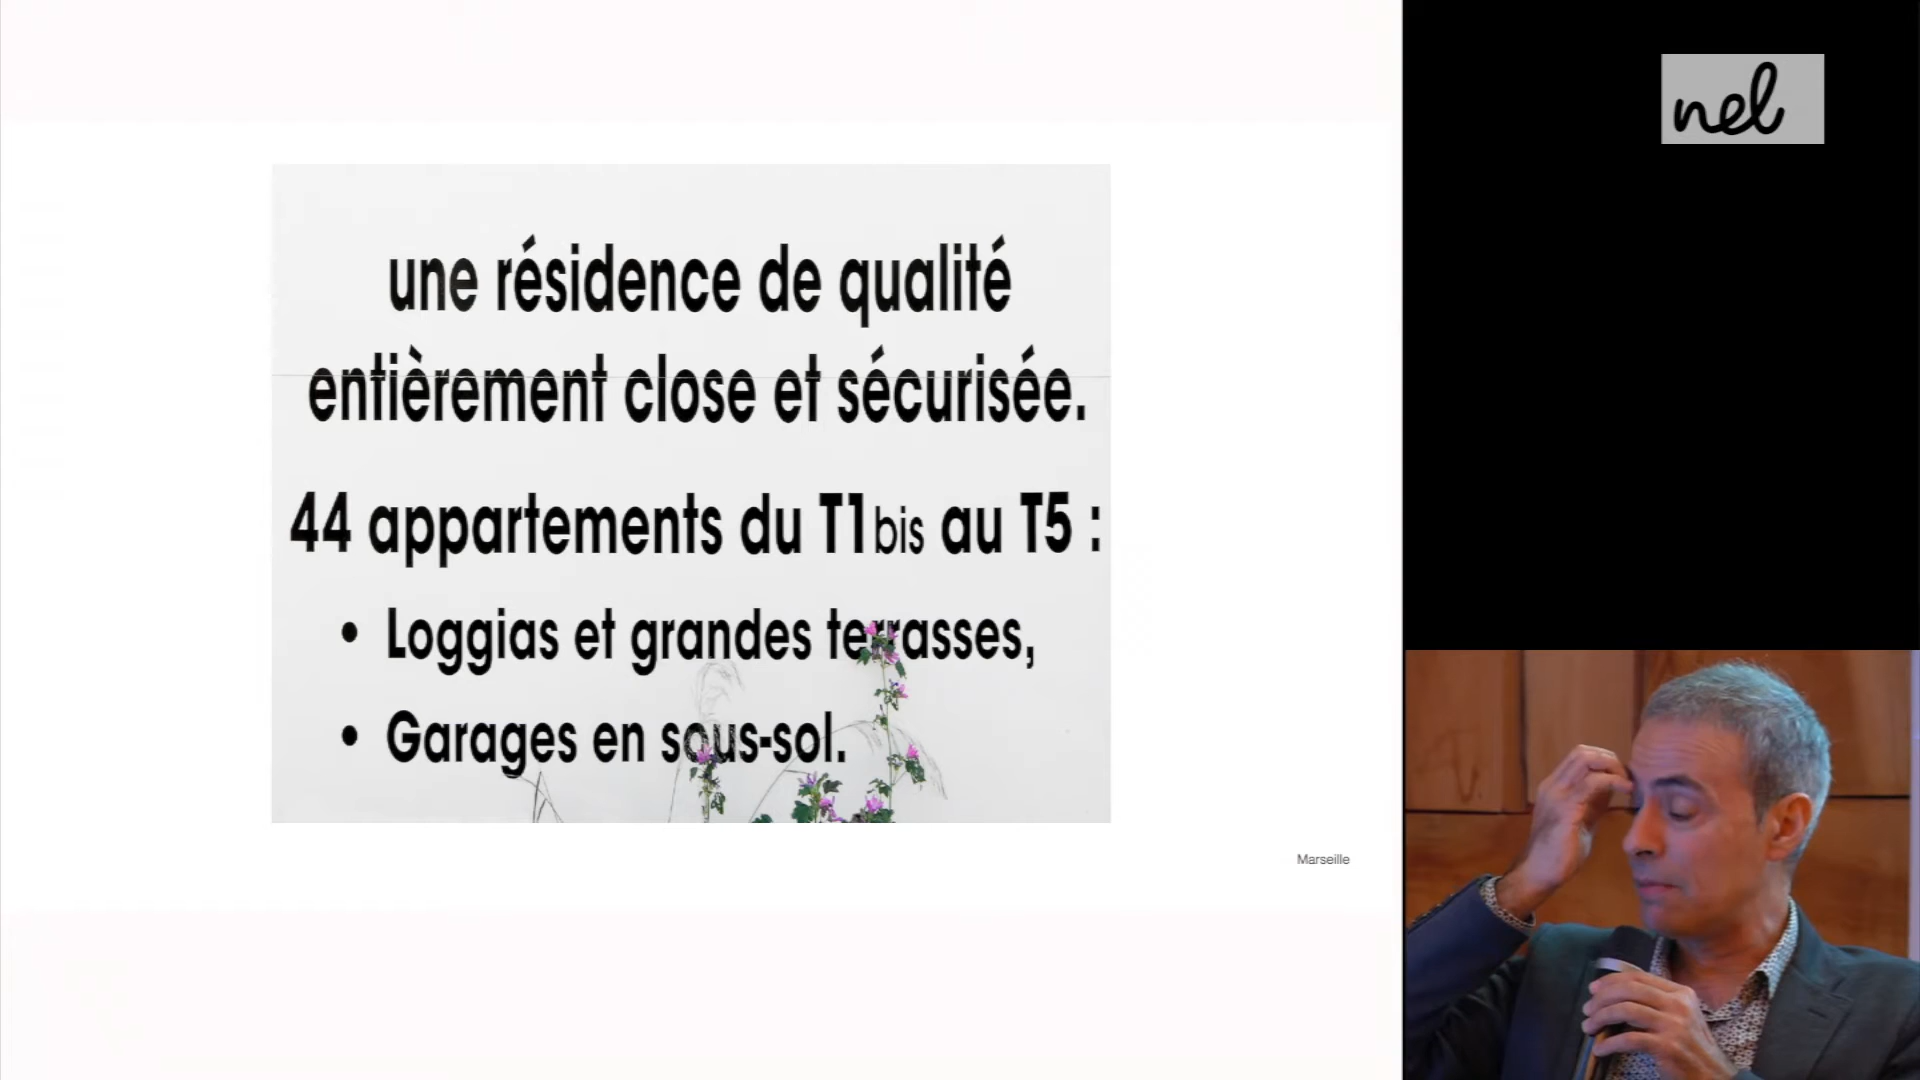 nel
une résidence de qualité
entièrement close et sécurisée.
44 appartements du T1bis au T5 :
• Loggias et grandes terrasses,
• Garages en sous-sol.
Marseille